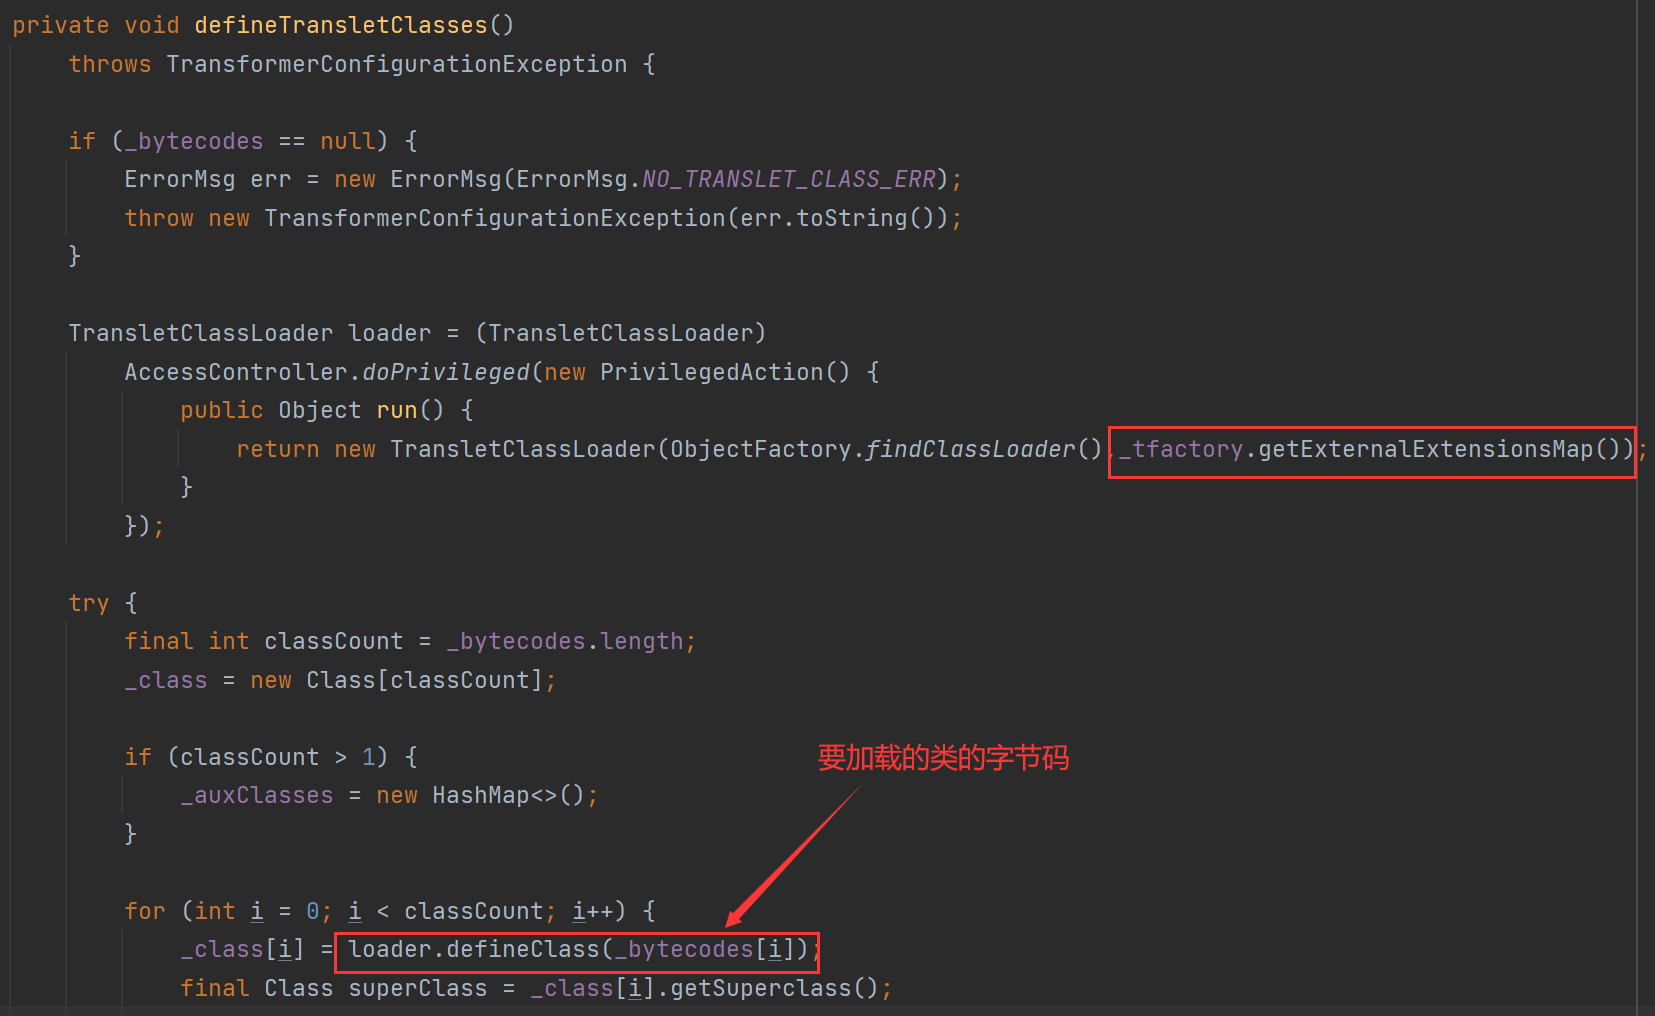 private void defineTransletClasses()
throws TransformerConfigurationException {
if (_bytecodes == null) {
ErrorMsg err = new ErrorMsg(ErrorMsg.NO_TRANSLET_CLASS_ERR);
throw new TransformerConfigurationException(err.toString());
}
TransletClassLoader loader = (TransletClassLoader)
AccessController.doPrivileged(new PrivilegedAction() {
public Object run() {
return new TransletClassLoader(ObjectFactory.findClassLoader(),_tfactory.getExternalExtensionsMap());
}
});
try {
final int classCount = _bytecodes.length;
_class = new Class[classCount];
if (classCount > 1) {
_auxClasses = new HashMap<>();
}
要加载的类的字节码
for (int i = 0; i < classCount; i++) {
_class[i] = loader.defineClass(_bytecodes[i]);
final Class superClass = _class[i].getSuperclass();